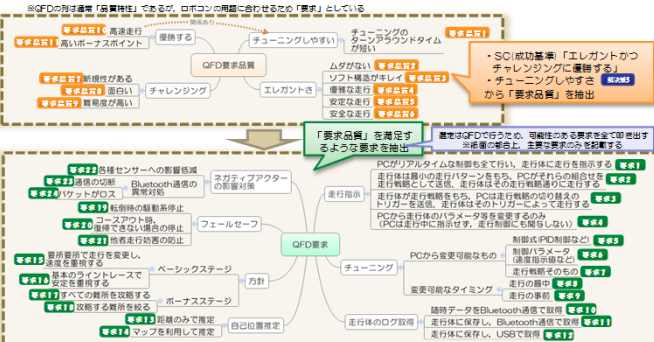 ※QFDの列は通常「品質特性」であるが、ロボコンの用語に合わせるため「要求」としている
関係あり
高速走行
高いボーナスポイント
優勝する
チューニングしやすい
チューニングの
ターンアラウンドタイム
が短い
要求品質1
QFD要求品質
新規性がある
面白い
難易度が高い
チャレンジング
エレガントさ
ムダがない
要求品質2
ソフト構造がキレイ
要求品質3
優雅な走行
要求品質4
安定な走行
要求品質5
安全な走行
要求品質6
要求品質7
要求品質8
要求品質9
要求品質10
要求品質11
・SC(成功基準)「エレガントかつ
チャレンジングに優勝する」
・チューニングしやすさ
から「要求品質」を抽出
「要求品質」を満足す
るような要求を抽出
選定はQFDで行うため、可能性のある要求を全て叩き出す
※紙面の都合上、主要な要求のみを記載する
QFD要求
要求22
各種センサーへの影響低減
要求23
通信の切断
要求24
パケットがロス
Bluetooth通信の
異常対処
ネガティブアクター
の影響対策
要求19
転倒時の駆動系停止
要求20
コースアウト時、
復帰できない場合の停止
要求21
他者走行妨害の防止
フェールセーフ
要求15
要所要所で走行を変更し、
速度を重視する
要求16
基本のライントレースで
安定を重視する
ベーシックステージ
要求17
すべての難所を攻略する
要求18
攻略する難所を絞る
ボーナスステージ
方針
要求13
距離のみで推定
要求14
マップを利用して推定
自己位置推定
走行指示
PCがリアルタイムな制御も全て行い、走行体に走行を指示する
要求1
走行体は最小の走行パターンをもち、PCがそれらの組合せを
走行戦略として送信、走行体はその走行戦略通りに走行する
要求2
走行体が走行戦略をもち、PCは走行戦略の切り替えの
トリガーを送信、走行体はそのトリガーによって走行する
要求3
PCから走行体のパラメータ等を変更するのみ
(PCは走行中に指示せず、走行制御にも関与しない)
要求4
チューニング
PCから変更可能なもの
制御式(PID制御など)
要求5
制御パラメータ
(速度指示値など)
要求6
走行戦略そのもの
要求7
変更可能なタイミング
走行の最中
要求8
走行の事前
要求9
走行体のログ取得
随時データをBluetooth通信で取得
要求10
走行体に保存し、Bluetooth通信で取得
要求11
走行体に保存し、USBで取得
要求12